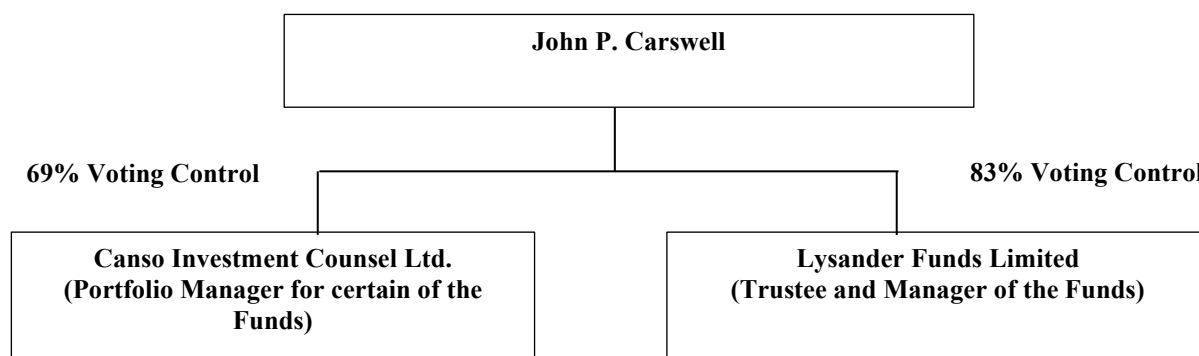 John P. Carswell
69% Voting Control
83% Voting Control
Canso Investment Counsel Ltd.
(Portfolio Manager for certain of the
Funds)
Lysander Funds Limited
(Trustee and Manager of the Funds)